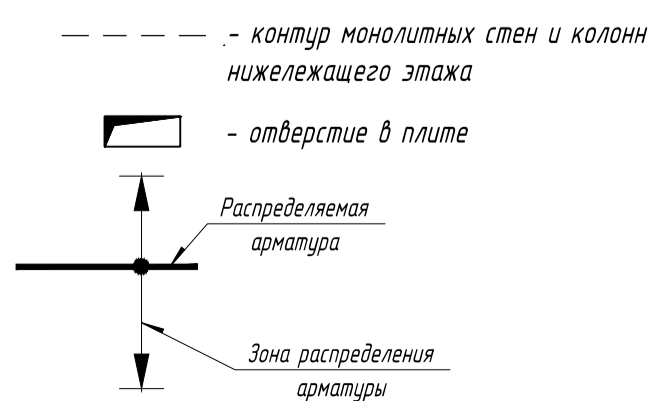 - контур монолитных стен и колонн
нижележащего этажа
- отверстие в плите
Распределяемая
арматура
Зона распределения
арматуры